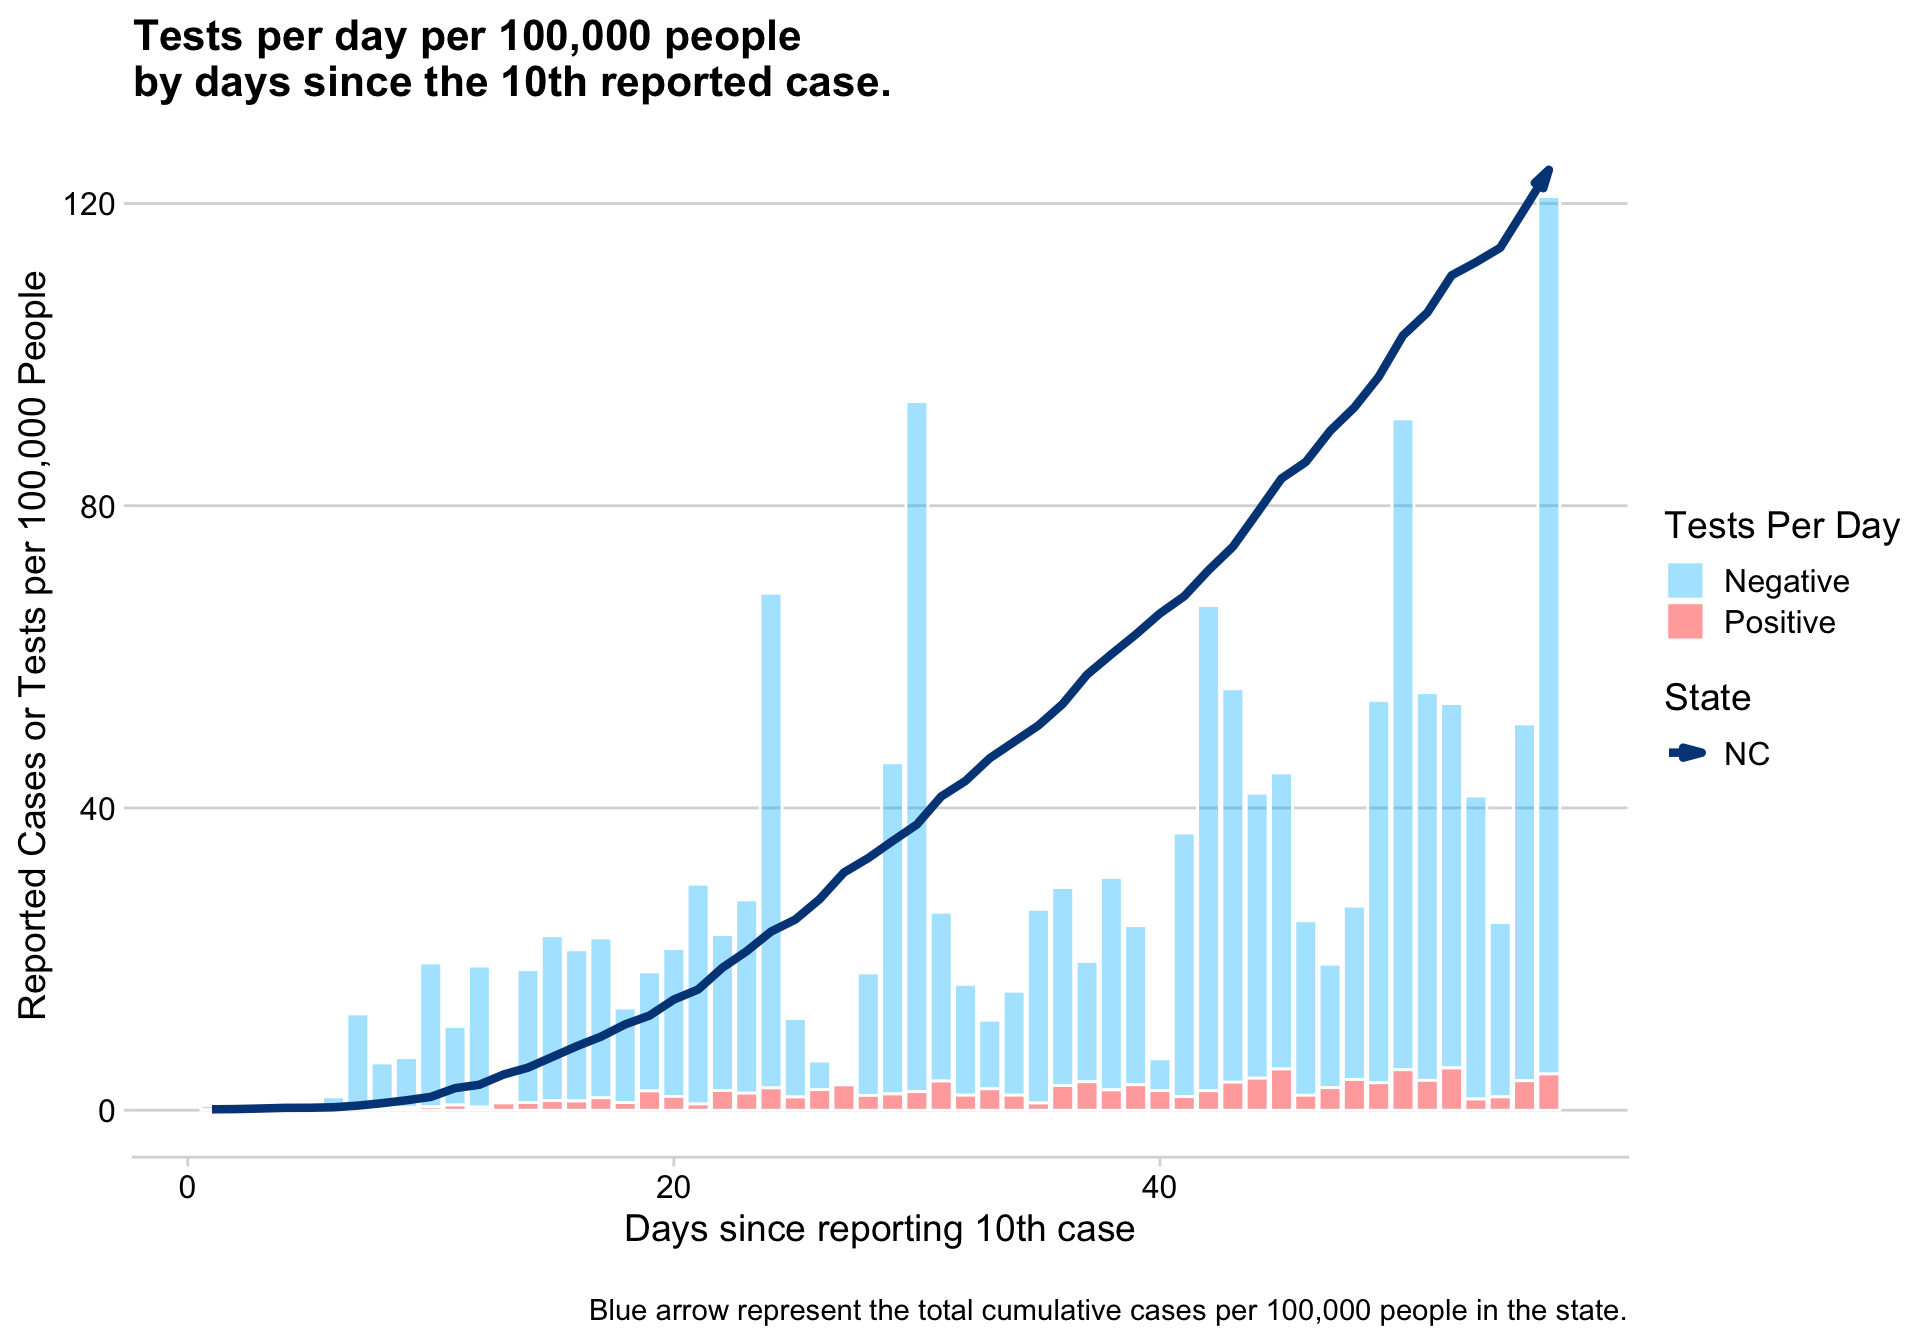 Tests per day per 100,000 people
by days since the 10th reported case.
Reported Cases or Tests per 100,000 People
120
80
40
0
0
20
40
Days since reporting 10th case
Tests Per Day
Negative
Positive
State
NC
Blue arrow represent the total cumulative cases per 100,000 people in the state.